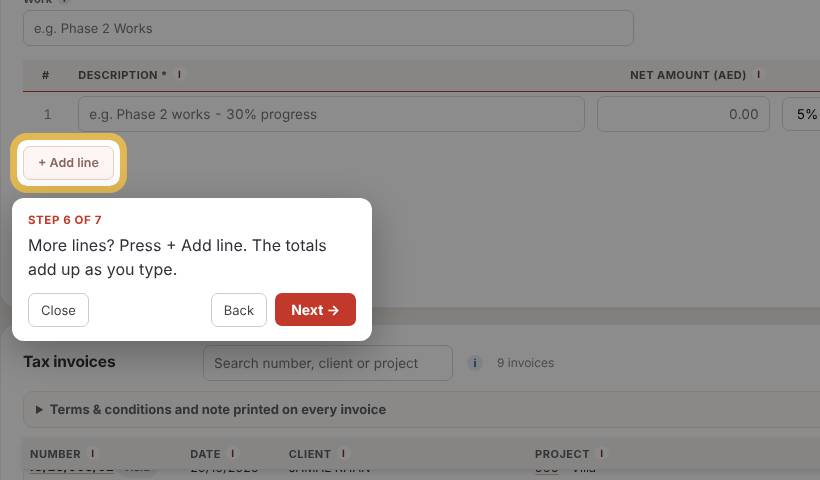 Work i
e.g. Phase 2 Works
# DESCRIPTION * i NET AMOUNT (AED) i
1 e.g. Phase 2 works - 30% progress 0.00 5%
+ Add line
STEP 6 OF 7
More lines? Press + Add line. The totals
add up as you type.
Close Back Next →
Tax invoices Search number, client or project i 9 invoices
▶ Terms & conditions and note printed on every invoice
NUMBER i DATE i CLIENT i PROJECT i